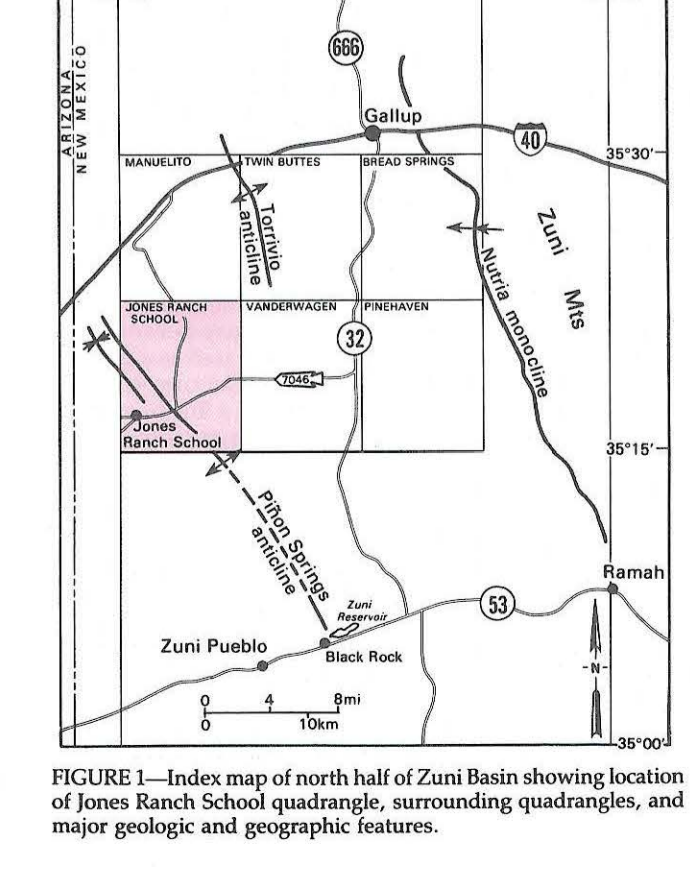 666
ARIZONA
NEW MEXICO
Gallup
40
35°30'
MANUELITO
TWIN BUTTES
BREAD SPRINGS
Torrivio
anticline
Zuni Mts
Nutria monocline
JONES RANCH
SCHOOL
VANDERWAGEN
PINEHAVEN
32
7046
Jones
Ranch School
35°15'
Piñon Springs
anticline
Ramah
53
Zuni
Reservoir
Zuni Pueblo
Black Rock
-N-
0 4 8mi
0 10km
35°00'
FIGURE 1—Index map of north half of Zuni Basin showing location
of Jones Ranch School quadrangle, surrounding quadrangles, and
major geologic and geographic features.